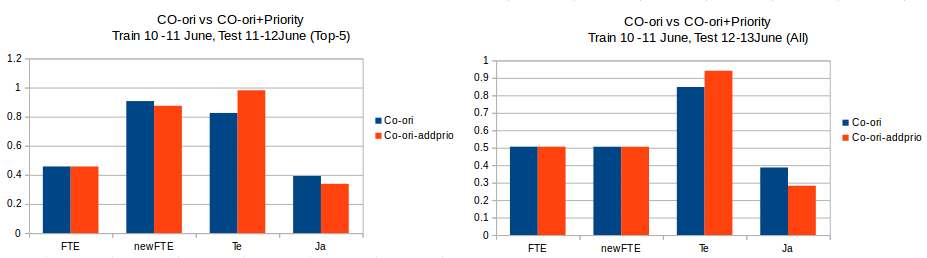 CO-ori vs CO-ori+Priority
Train 10 -11 June, Test 11-12June (Top-5)
1.2
1
0.8
0.6
0.4
0.2
0
FTE newFTE Te Ja
Co-ori
Co-ori-addprio
CO-ori vs CO-ori+Priority
Train 10 -11 June, Test 12-13June (All)
1
0.9
0.8
0.7
0.6
0.5
0.4
0.3
0.2
0.1
0
FTE newFTE Te Ja
Co-ori
Co-ori-addprio